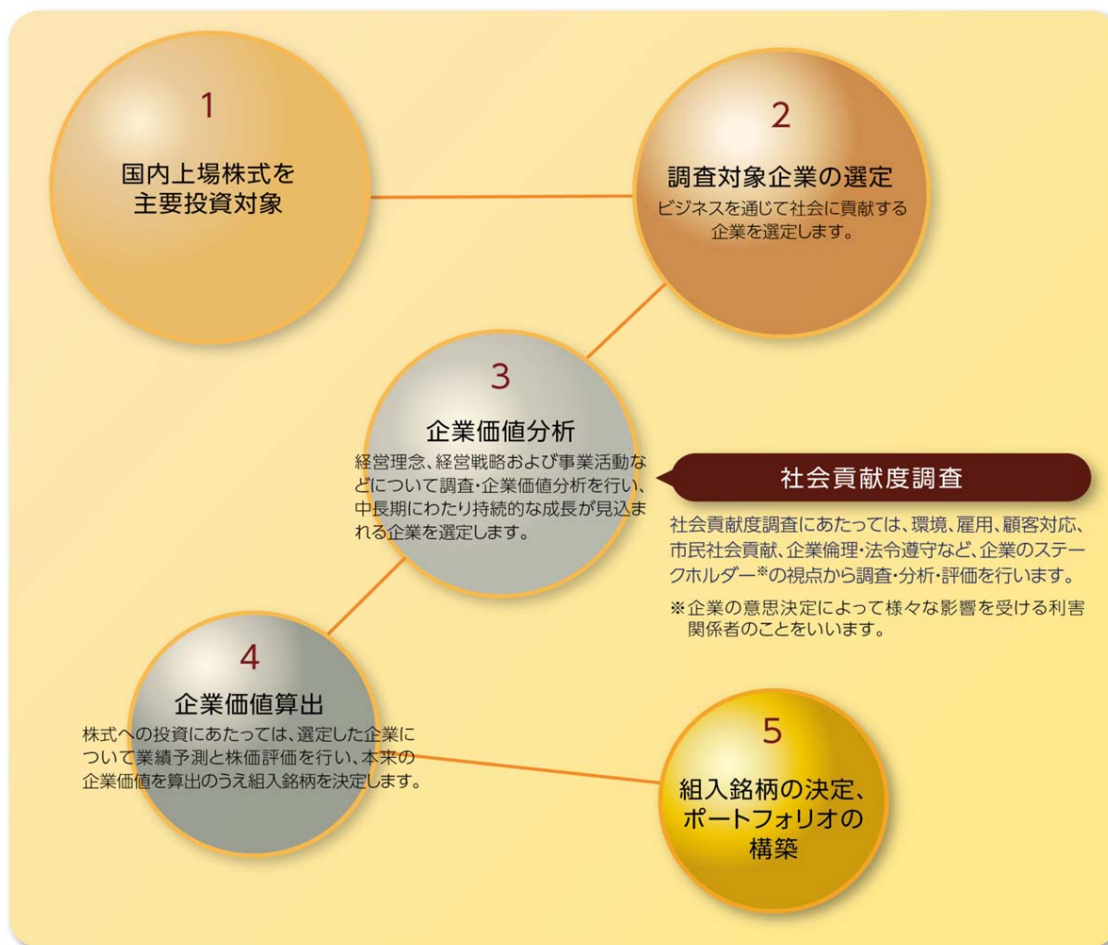 1
国内上場株式を
主要投資対象
2
調査対象企業の選定
ビジネスを通じて社会に貢献する
企業を選定します。
3
企業価値分析
経営理念、経営戦略および事業活動な
どについて調査・企業価値分析を行い、
中長期にわたり持続的な成長が見込ま
れる企業を選定します。
社会貢献度調査
社会貢献度調査にあたっては、環境、雇用、顧客対応、
市民社会貢献、企業倫理・法令遵守など、企業のステー
クホルダー※の視点から調査・分析・評価を行います。
※企業の意思決定によって様々な影響を受ける利害
関係者のことをいいます。
4
企業価値算出
株式への投資にあたっては、選定した企業に
ついて業績予測と株価評価を行い、本来の
企業価値を算出のうえ組入銘柄を決定します。
5
組入銘柄の決定、
ポートフォリオの
構築